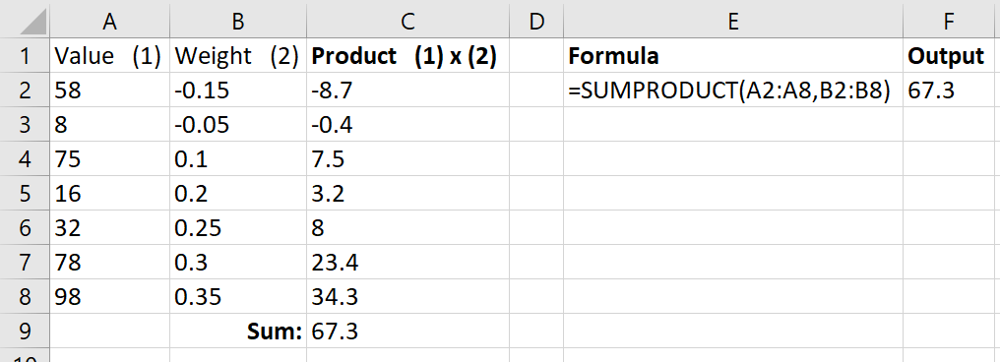 A B C D E F
1 Value (1) Weight (2) Product (1) x (2) Formula Output
2 58 -0.15 -8.7 =SUMPRODUCT(A2:A8,B2:B8) 67.3
3 8 -0.05 -0.4
4 75 0.1 7.5
5 16 0.2 3.2
6 32 0.25 8
7 78 0.3 23.4
8 98 0.35 34.3
9 Sum: 67.3